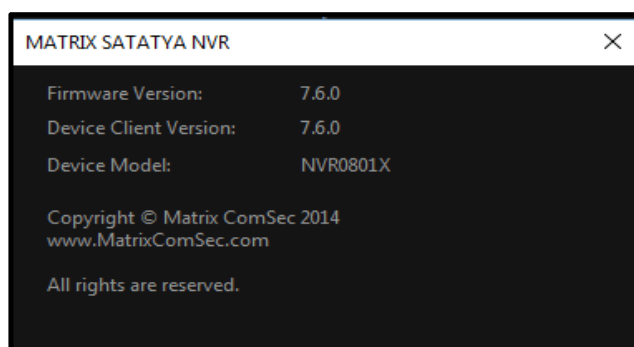 MATRIX SATATYA NVR
Firmware Version: 7.6.0
Device Client Version: 7.6.0
Device Model: NVR0801X
Copyright © Matrix ComSec 2014
www.MatrixComSec.com
All rights are reserved.